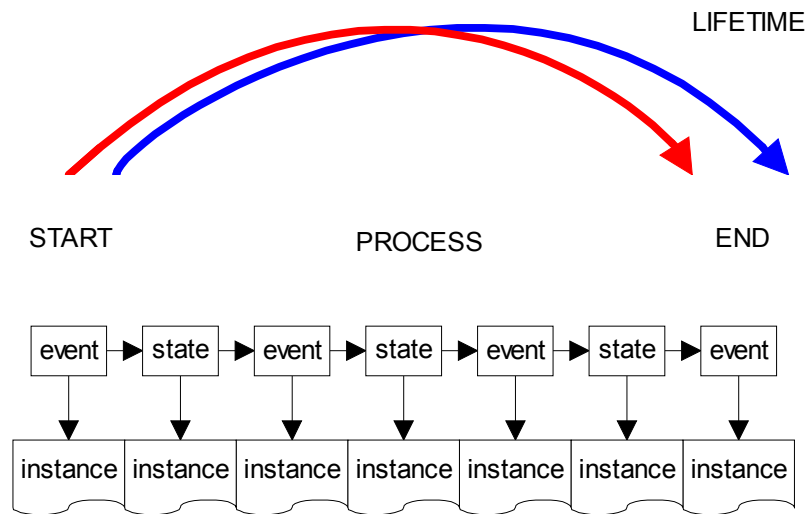 LIFETIME
START PROCESS END
event state event state event state event
instance instance instance instance instance instance instance